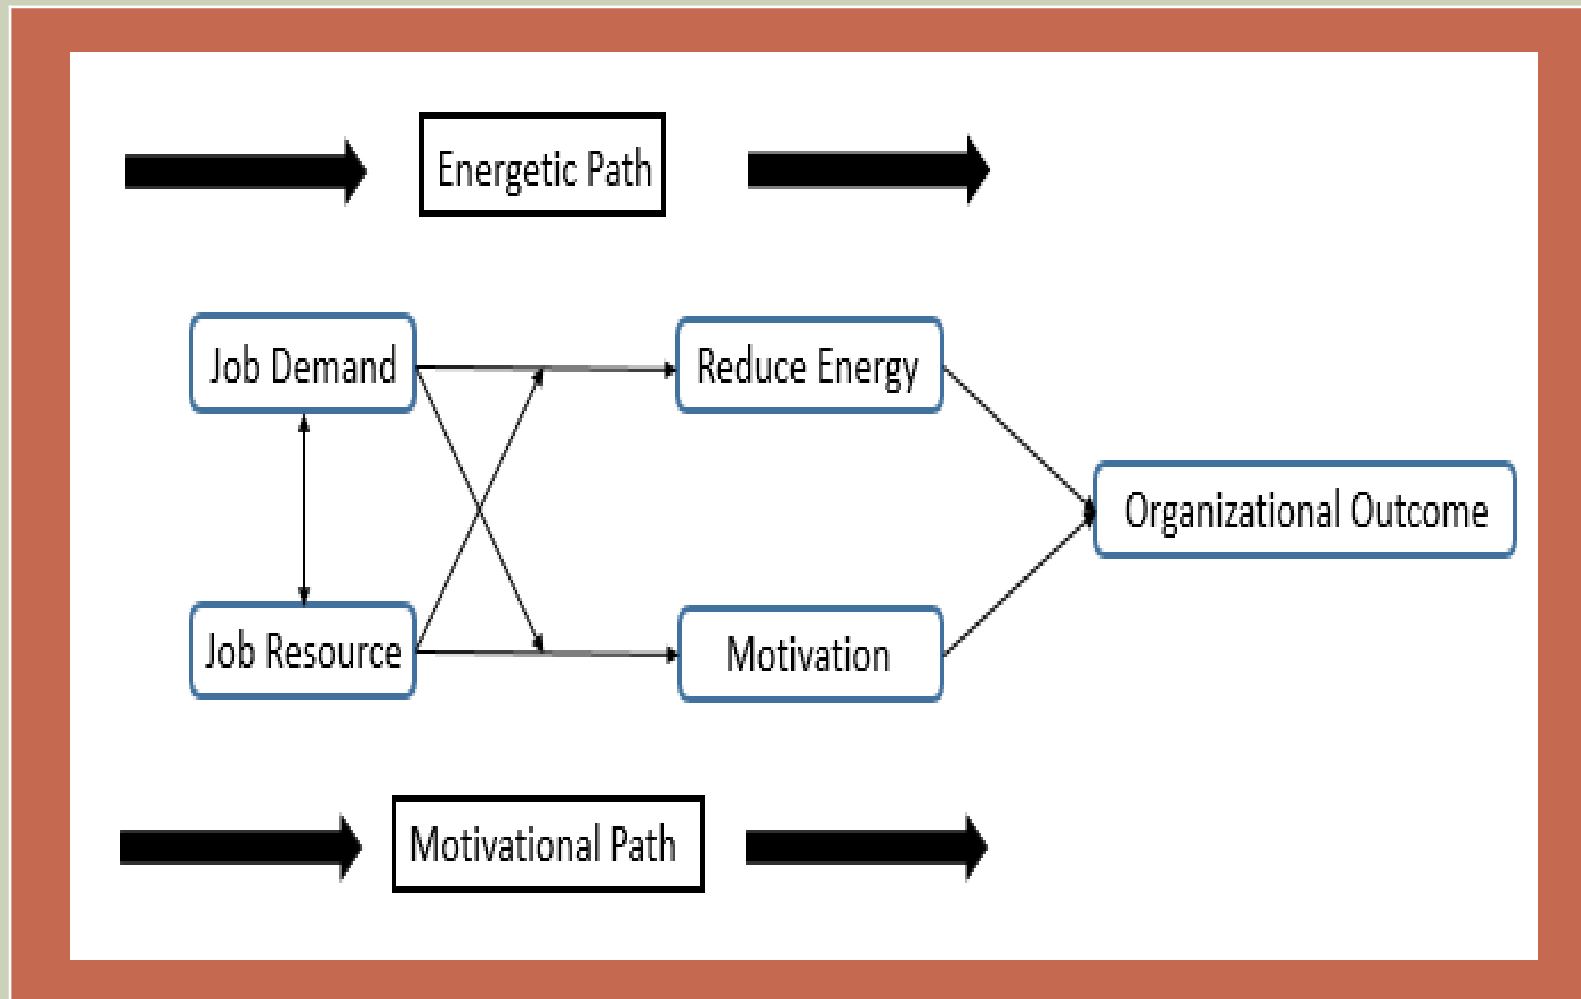 Energetic Path
Job Demand
Reduce Energy
Organizational Outcome
Job Resource
Motivation
Motivational Path